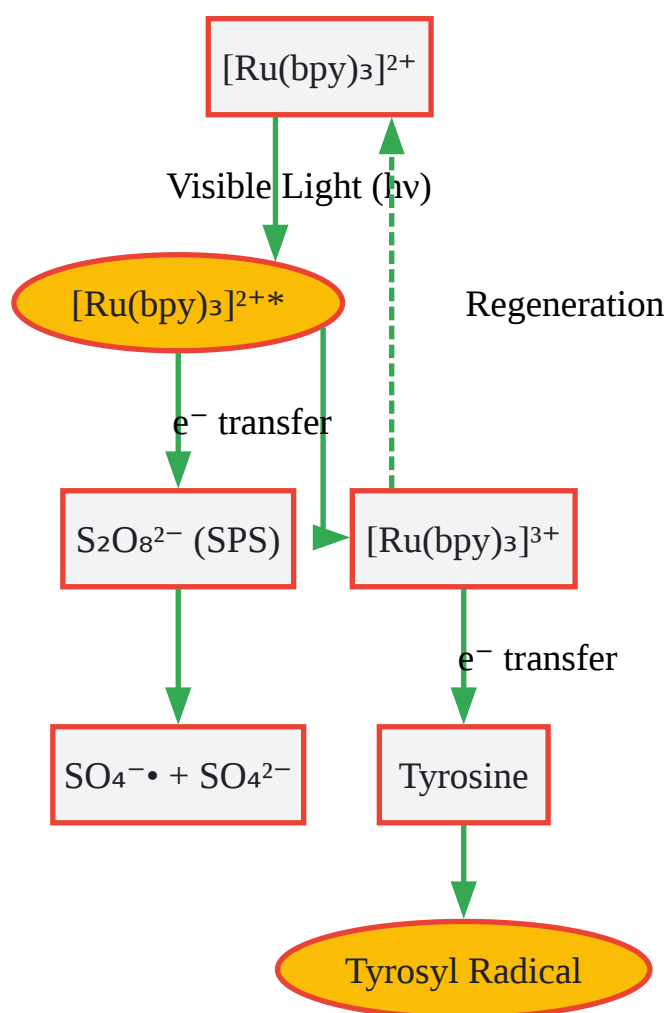 [Ru(bpy)₃]²⁺
Visible Light (hν)
[Ru(bpy)₃]²⁺*
Regeneration
e⁻ transfer
S₂O₈²⁻ (SPS)
[Ru(bpy)₃]³⁺
e⁻ transfer
SO₄⁻• + SO₄²⁻
Tyrosine
Tyrosyl Radical